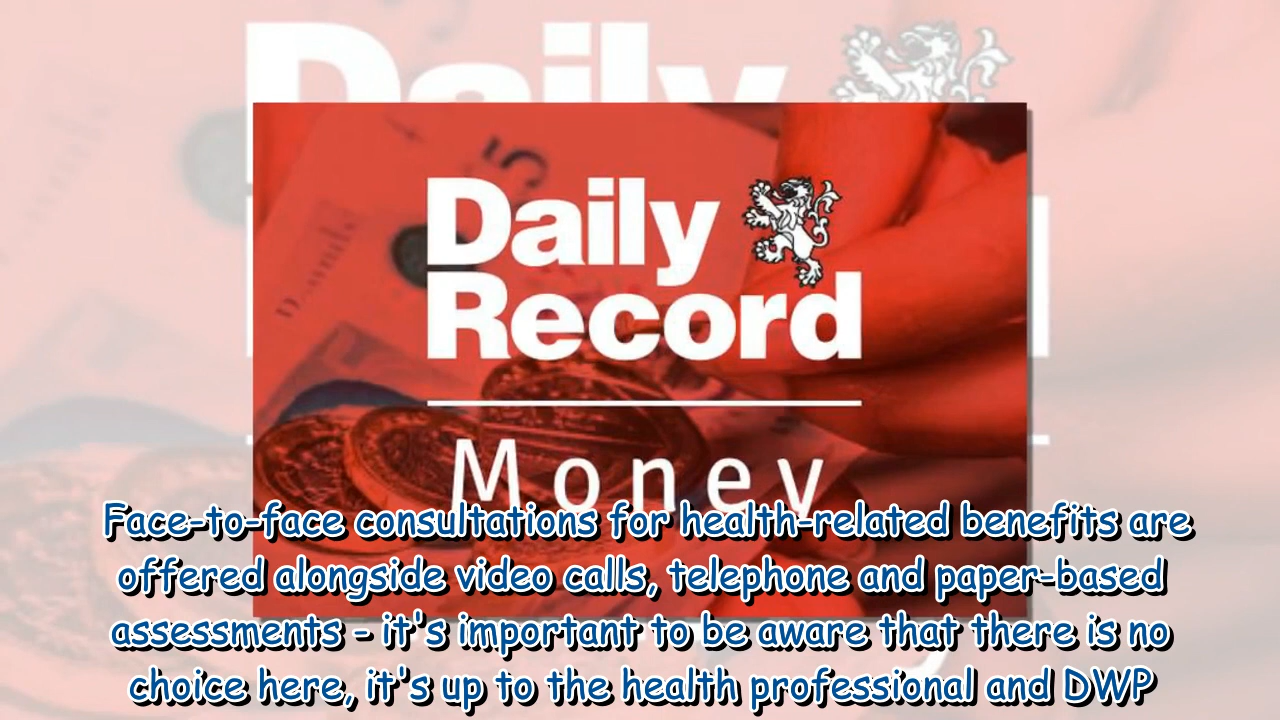 Daily
Daily
Record
Money
Face-to-face consultations for health-related benefits are
offered alongside video calls, telephone and paper-based
assessments - it's important to be aware that there is no
choice here, it's up to the health professional and DWP